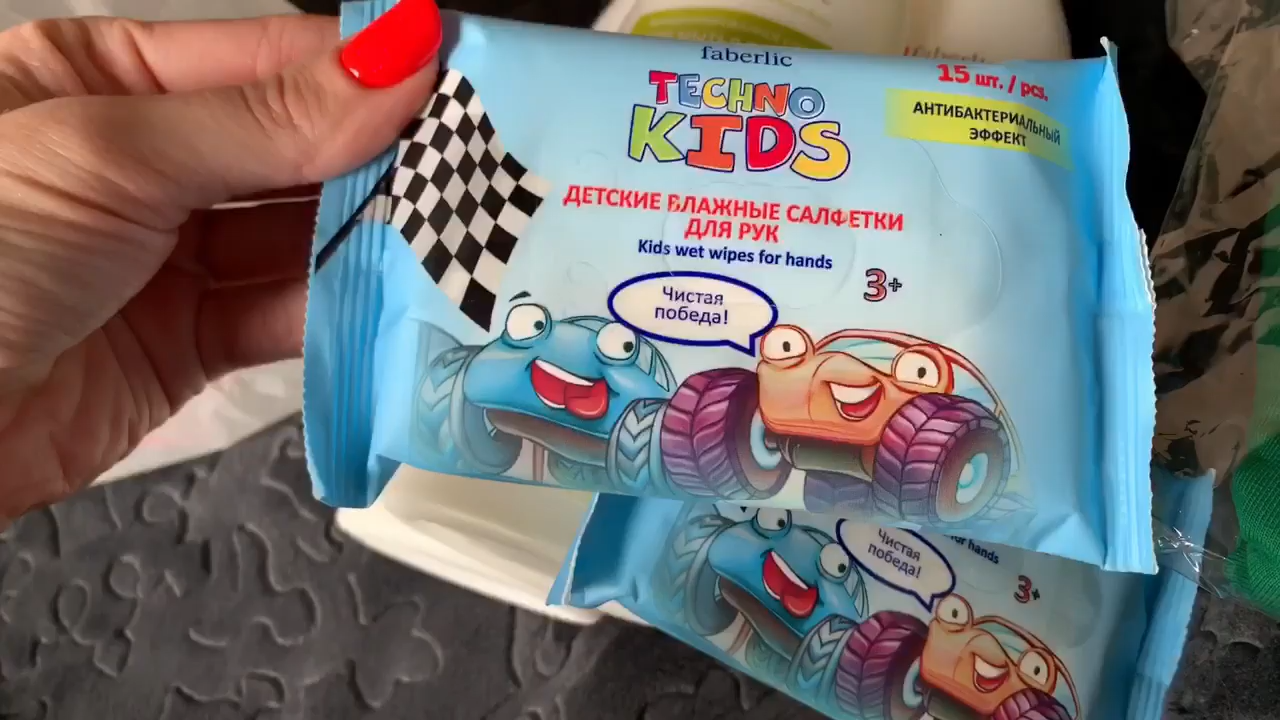 faberlic
TECHNO
KIDS
15 шт. / pcs.
АНТИБАКТЕРИАЛЬНЫЙ
ЭФФЕКТ
ДЕТСКИЕ ВЛАЖНЫЕ САЛФЕТКИ
ДЛЯ РУК
Kids wet wipes for hands
3+
Чистая
победа!
for hands
3+
Чистая
победа!